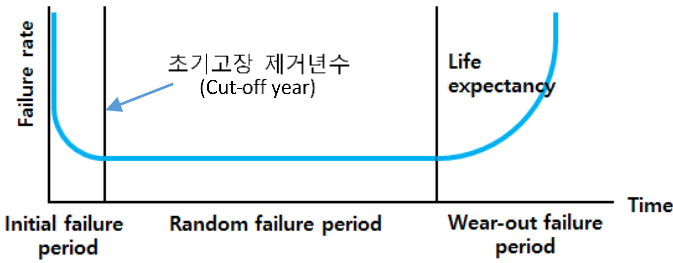 Failure rate
초기고장 제거년수
(Cut-off year)
Life
expectancy
Time
Initial failure
period
Random failure period
Wear-out failure
period